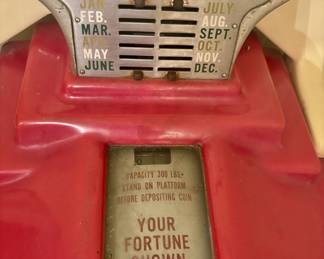 JAN JULY
FEB. AUG.
MAR. SEPT.
OCT.
MAY NOV.
JUNE DEC.
CAPACITY 300 LBS.
STAND ON PLATFORM
BEFORE DEPOSITING COIN
YOUR
FORTUNE
SHOWN